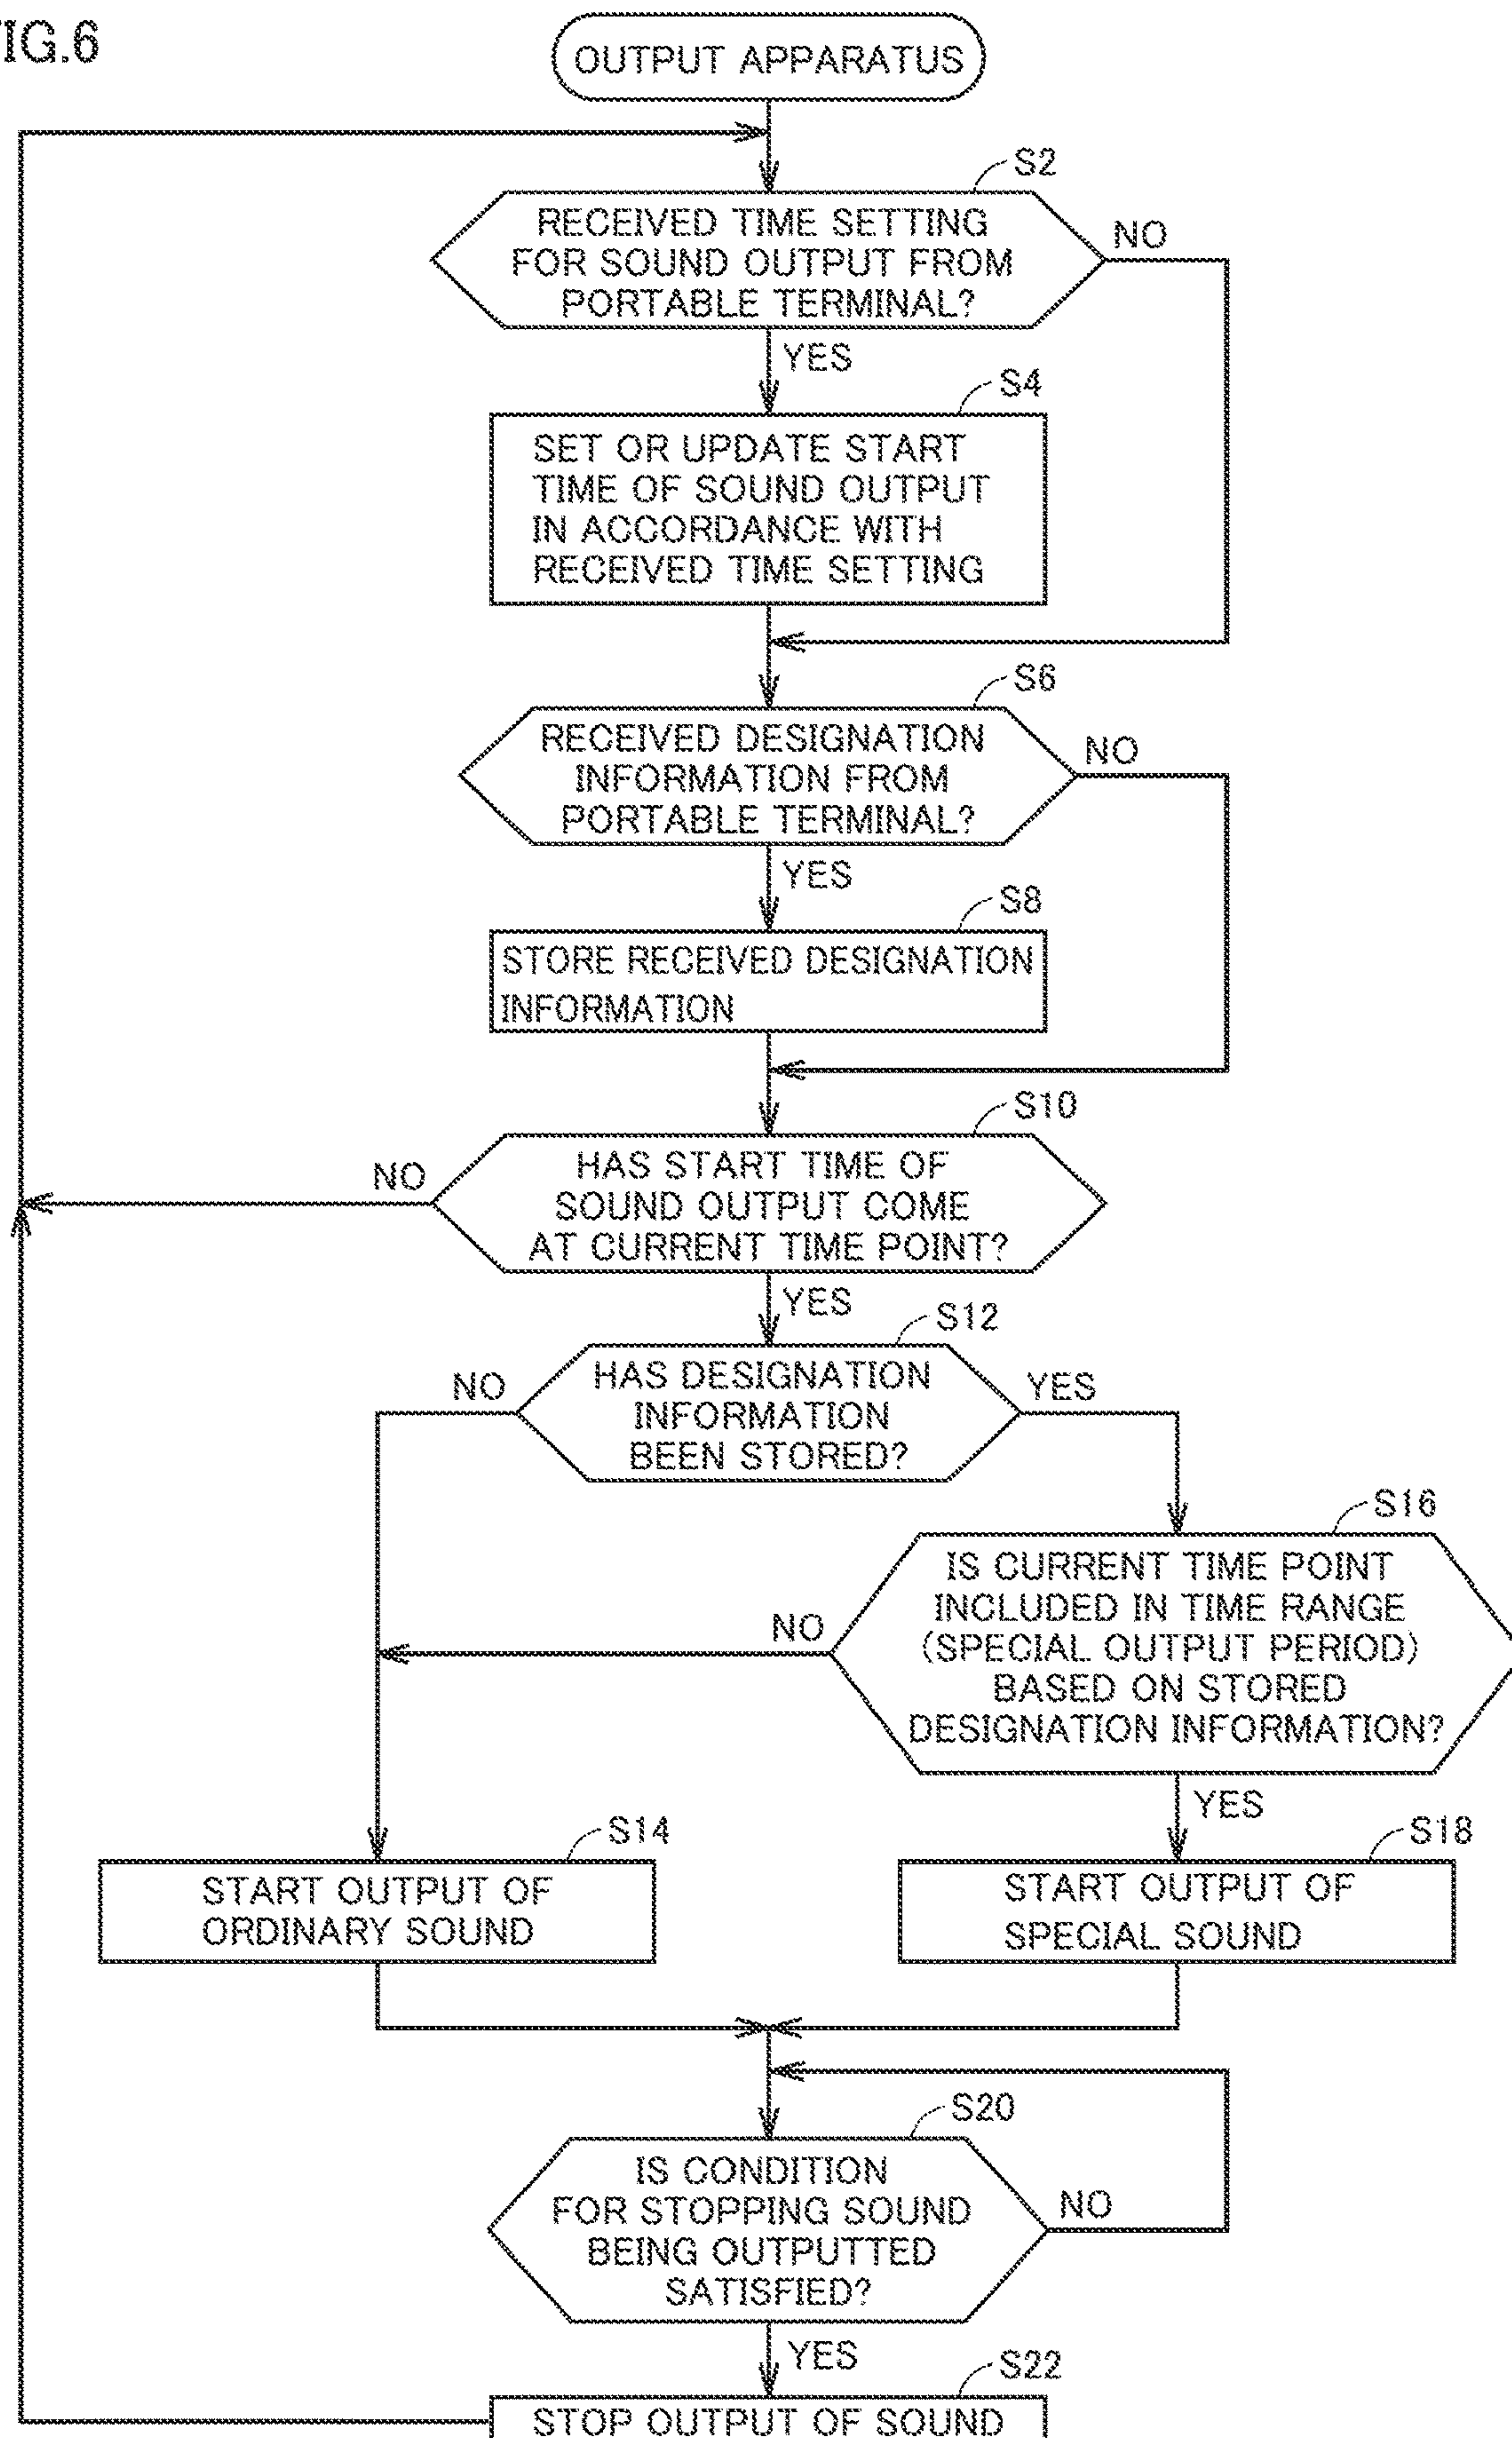 FIG.6
OUTPUT APPARATUS
S2
RECEIVED TIME SETTING
FOR SOUND OUTPUT FROM
PORTABLE TERMINAL?
NO
YES
S4
SET OR UPDATE START
TIME OF SOUND OUTPUT
IN ACCORDANCE WITH
RECEIVED TIME SETTING
S6
RECEIVED DESIGNATION
INFORMATION FROM
PORTABLE TERMINAL?
NO
YES
S8
STORE RECEIVED DESIGNATION
INFORMATION
S10
HAS START TIME OF
SOUND OUTPUT COME
AT CURRENT TIME POINT?
NO
YES
S12
HAS DESIGNATION
INFORMATION
BEEN STORED?
NO
YES
S16
IS CURRENT TIME POINT
INCLUDED IN TIME RANGE
(SPECIAL OUTPUT PERIOD)
BASED ON STORED
DESIGNATION INFORMATION?
NO
YES
S14
START OUTPUT OF
ORDINARY SOUND
S18
START OUTPUT OF
SPECIAL SOUND
S20
IS CONDITION
FOR STOPPING SOUND
BEING OUTPUTTED
SATISFIED?
NO
YES
S22
STOP OUTPUT OF SOUND